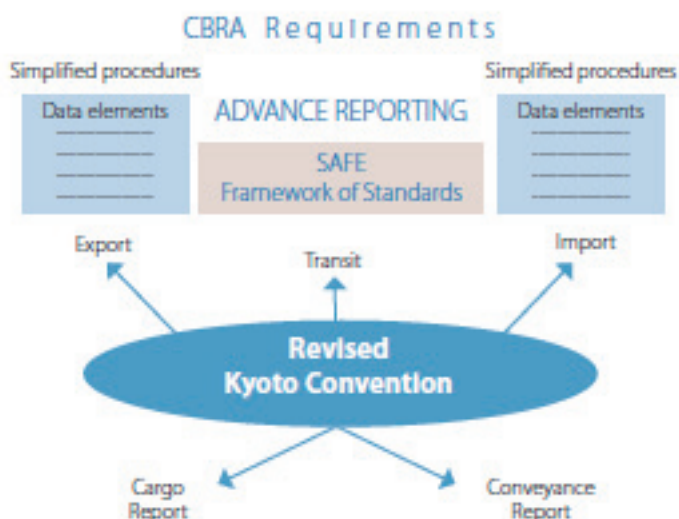 CBRA Requirements
Simplified procedures
Simplified procedures
Data elements
ADVANCE REPORTING
Data elements
SAFE
Framework of Standards
Export
Transit
Import
Revised
Kyoto Convention
Cargo
Report
Conveyance
Report